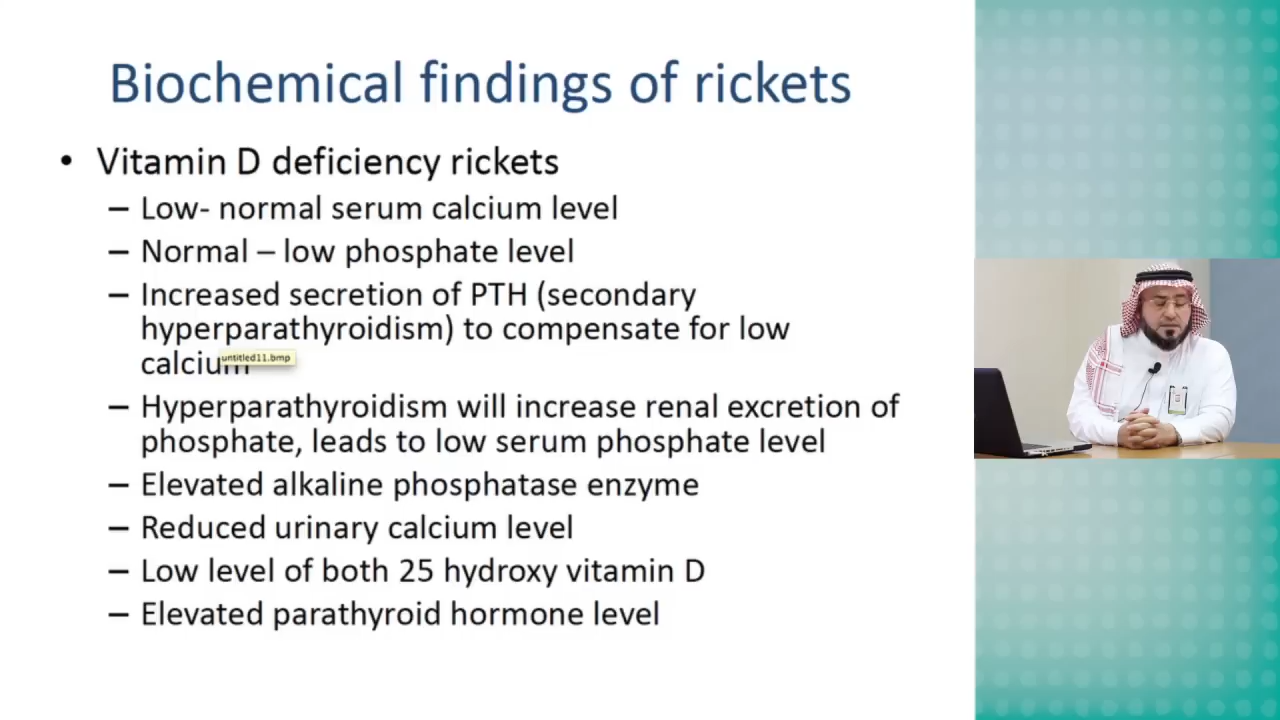 Biochemical findings of rickets
• Vitamin D deficiency rickets
– Low- normal serum calcium level
– Normal – low phosphate level
– Increased secretion of PTH (secondary
hyperparathyroidism) to compensate for low
calcium
untitled11.bmp
– Hyperparathyroidism will increase renal excretion of
phosphate, leads to low serum phosphate level
– Elevated alkaline phosphatase enzyme
– Reduced urinary calcium level
– Low level of both 25 hydroxy vitamin D
– Elevated parathyroid hormone level